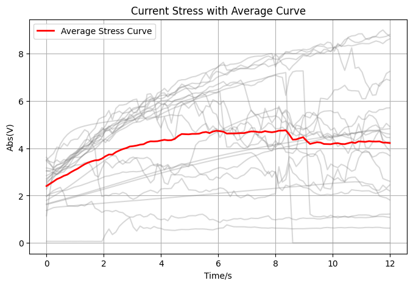 Current Stress with Average Curve
Average Stress Curve
Abs(V)
8
6
4
2
0
0 2 4 6 8 10 12
Time/s